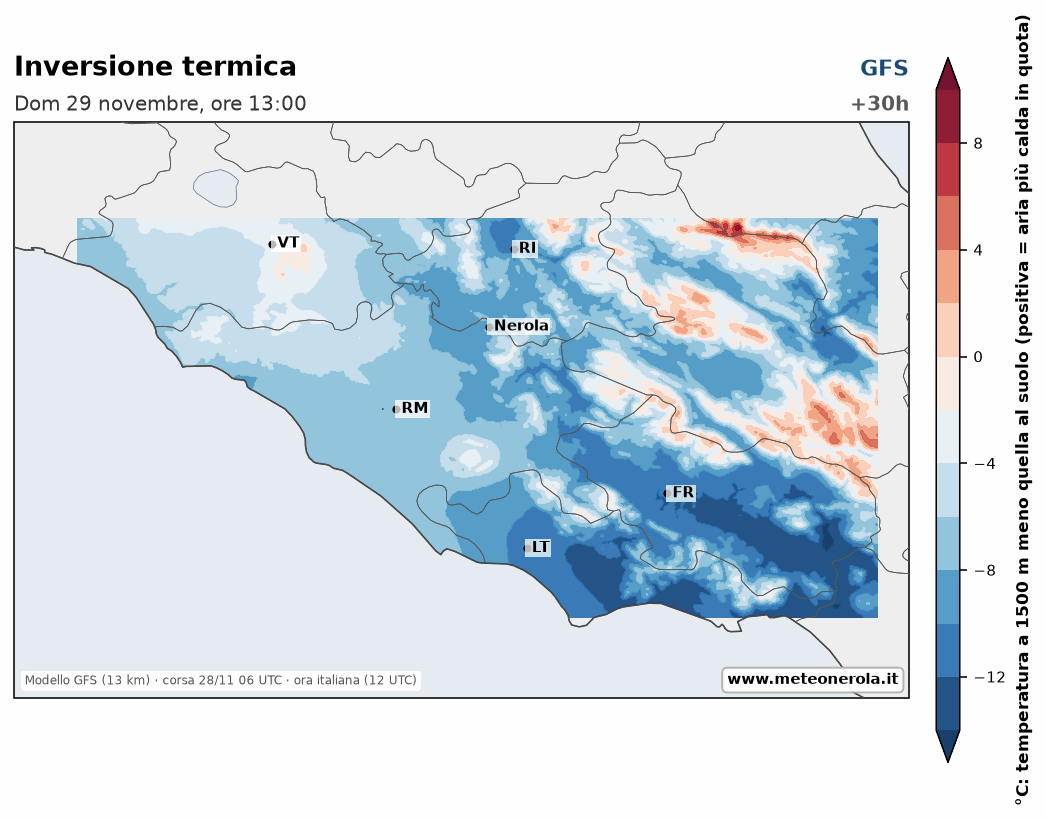 Inversione termica
GFS
Dom 29 novembre, ore 13:00
+30h
VT
RI
Nerola
RM
FR
LT
8
4
0
−4
−8
−12
°C: temperatura a 1500 m meno quella al suolo (positiva = aria più calda in quota)
Modello GFS (13 km) · corsa 28/11 06 UTC · ora italiana (12 UTC)
www.meteonerola.it